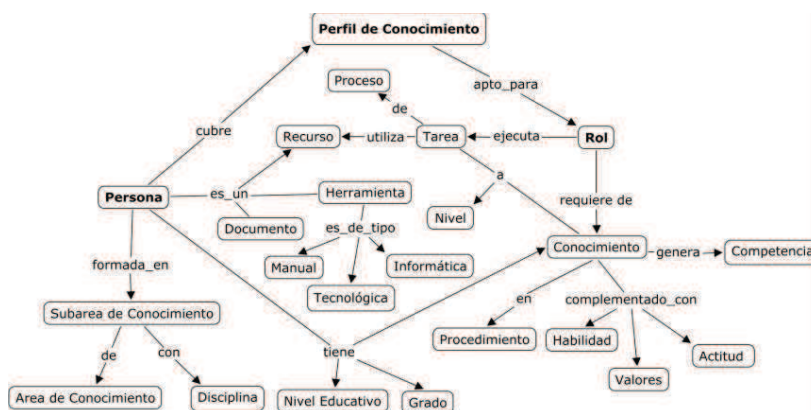 Perfil de Conocimiento
Proceso
apto_para
de
cubre
Recurso
utiliza
Tarea
ejecuta
Rol
a
Persona
es_un
Herramienta
requiere de
Nivel
Documento
es_de_tipo
Conocimiento
genera
Competencia
formada_en
Manual
Informática
Tecnológica
en
complementado_con
Subarea de Conocimiento
Procedimiento
Habilidad
de
con
tiene
Actitud
Valores
Area de Conocimiento
Disciplina
Nivel Educativo
Grado